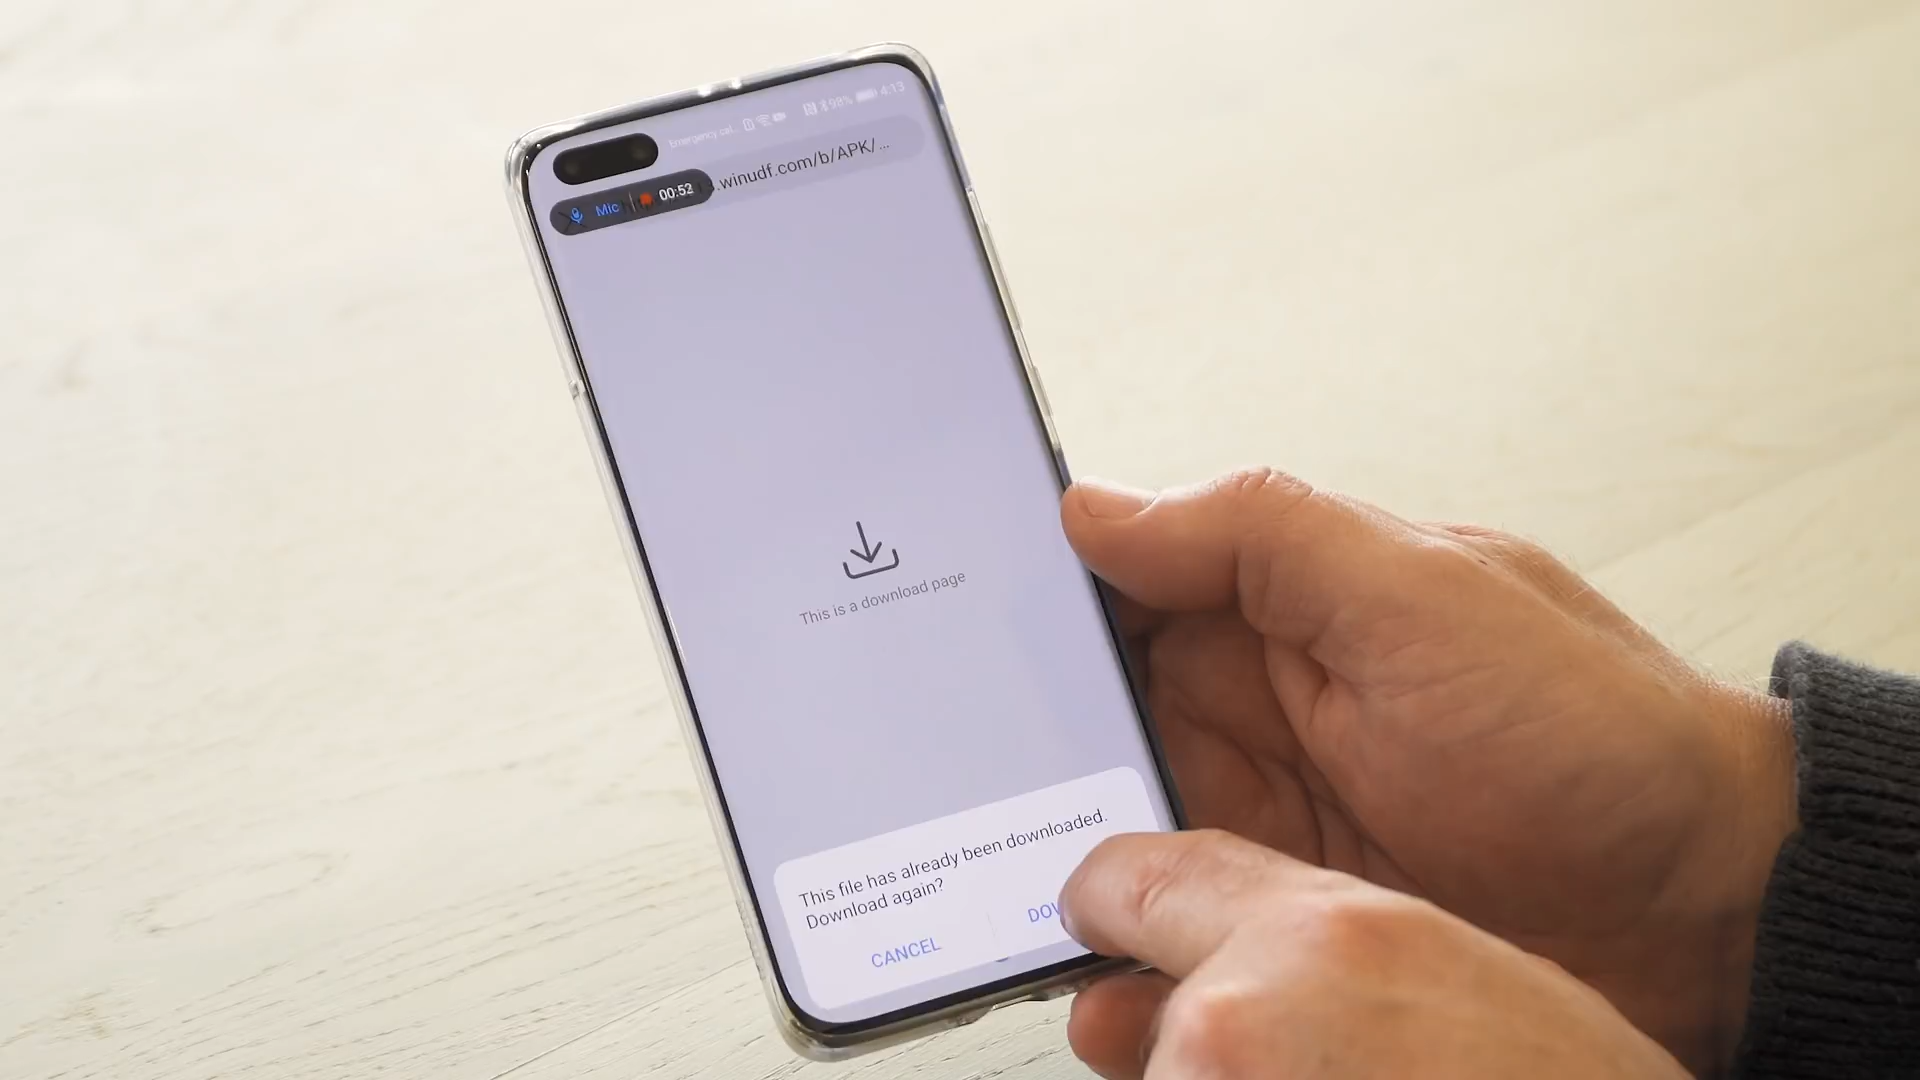 Emergency cal... 98% 4:13
Mic 00:52 .winudf.com/b/APK/...
This is a download page
This file has already been downloaded.
Download again?
CANCEL DOW